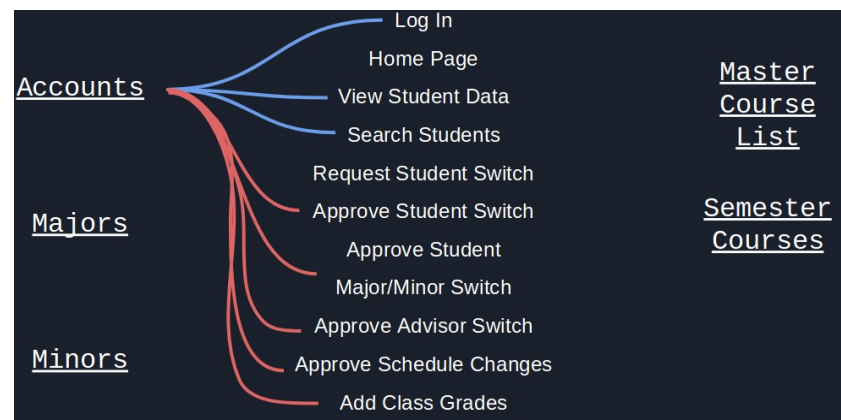 Accounts
Majors
Minors
Log In
Home Page
View Student Data
Search Students
Request Student Switch
Approve Student Switch
Approve Student
Major/Minor Switch
Approve Advisor Switch
Approve Schedule Changes
Add Class Grades
Master
Course
List
Semester
Courses